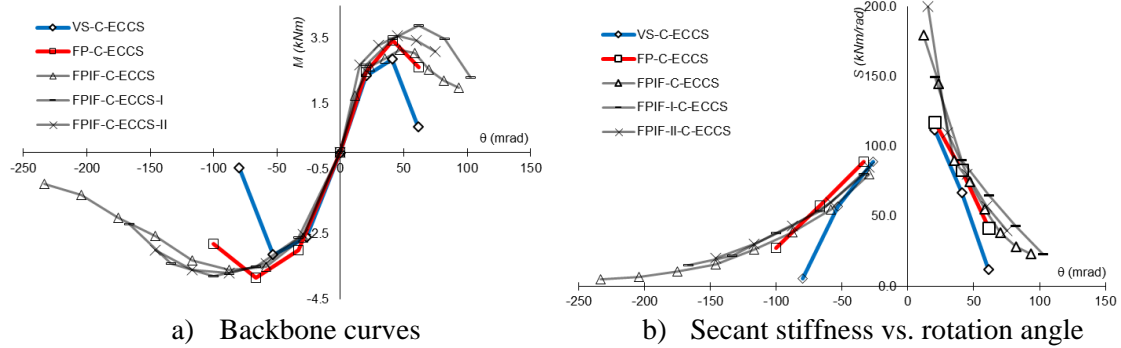 VS-C-ECCS
FP-C-ECCS
FPIF-C-ECCS
FPIF-C-ECCS-I
FPIF-C-ECCS-II
M (kNm)
3.5
1.5
-0.5
-2.5
-4.5
θ (mrad)
-250 -200 -150 -100 -50 0 50 100 150
a) Backbone curves
VS-C-ECCS
FP-C-ECCS
FPIF-C-ECCS
FPIF-I-C-ECCS
FPIF-II-C-ECCS
S (kNm/rad)
200.0
150.0
100.0
50.0
0.0
θ (mrad)
-250 -200 -150 -100 -50 0 50 100 150
b) Secant stiffness vs. rotation angle